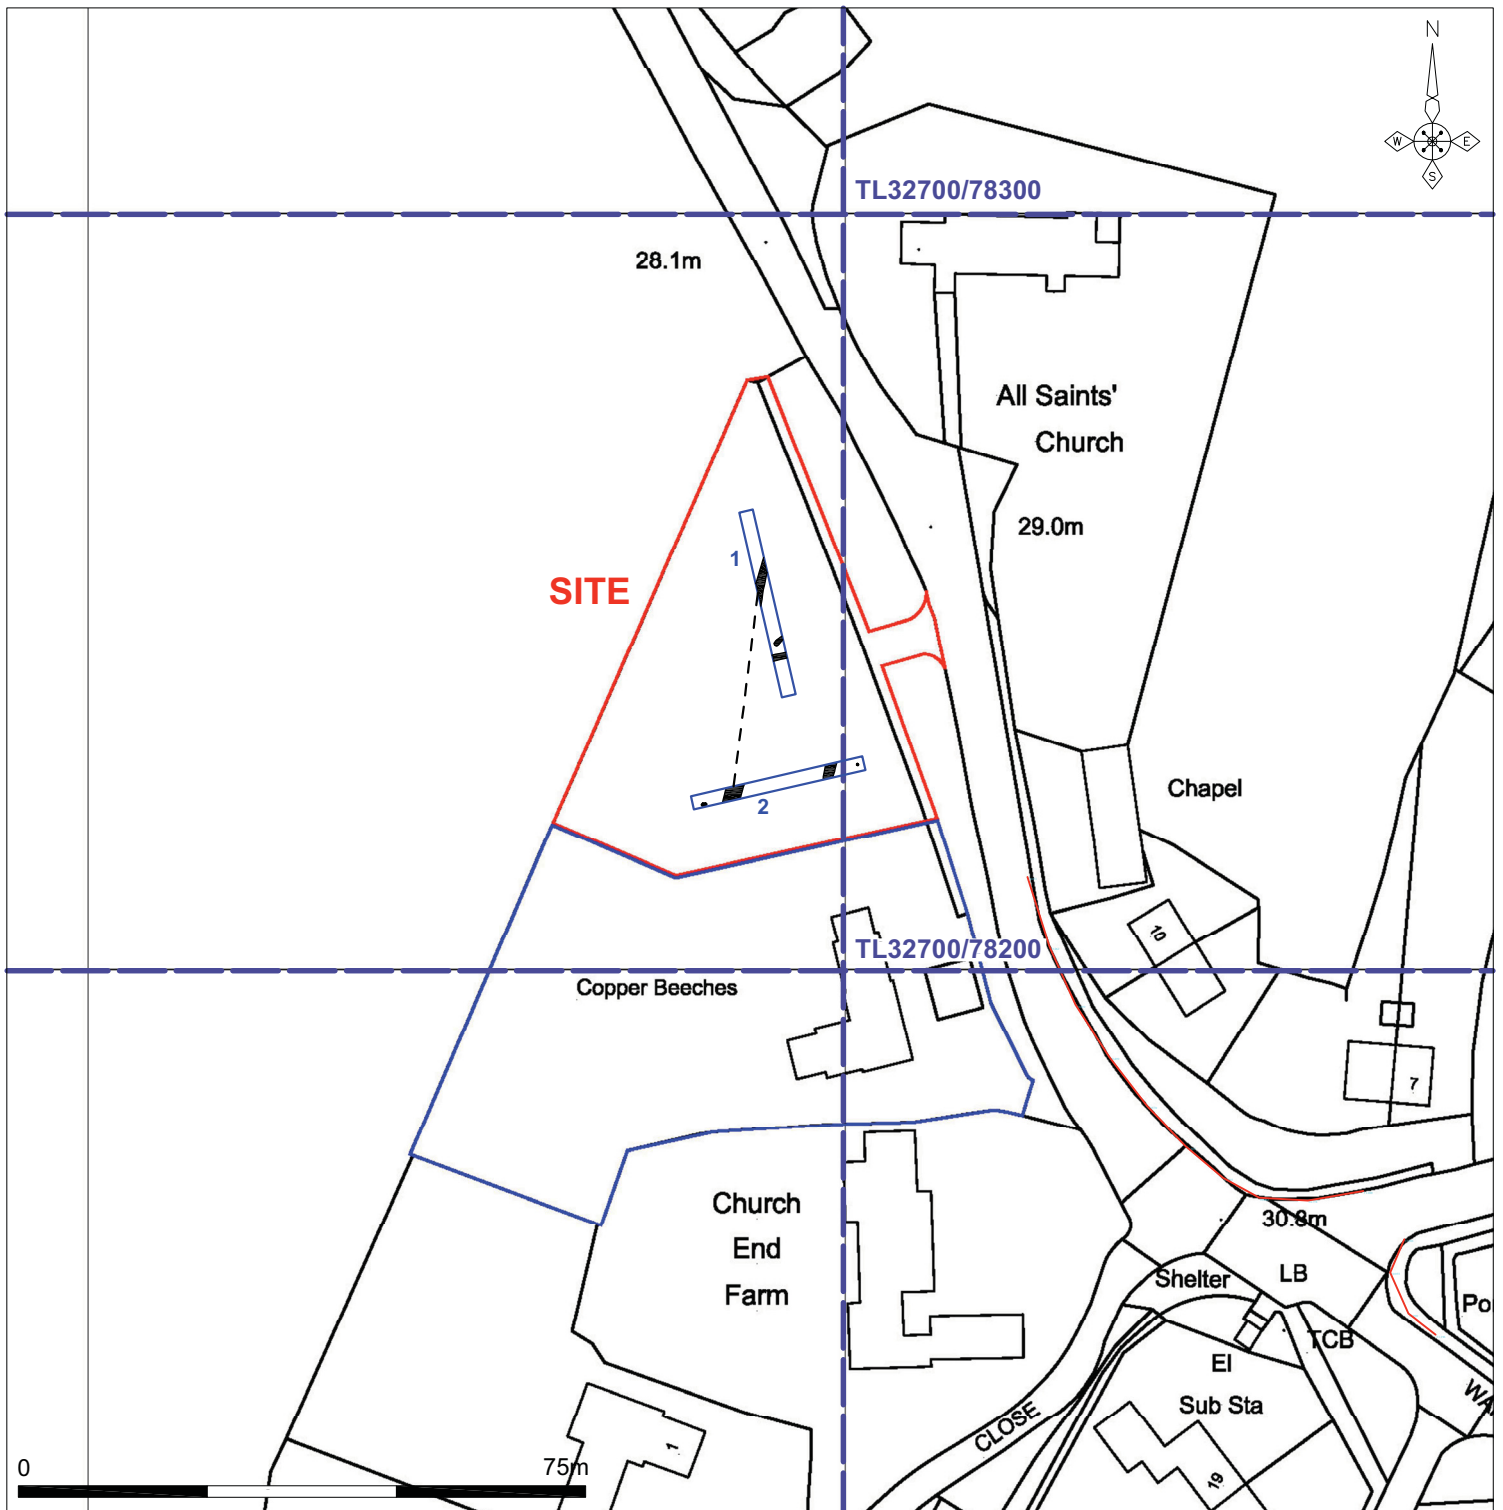 N
W
E
S
TL32700/78300
28.1m
All Saints'
Church
29.0m
1
SITE
Chapel
2
10
TL32700/78200
Copper Beeches
7
Church
End
Farm
30.8m
Shelter
LB
TCB
El
Sub Sta
CLOSE
1
19
0
75m